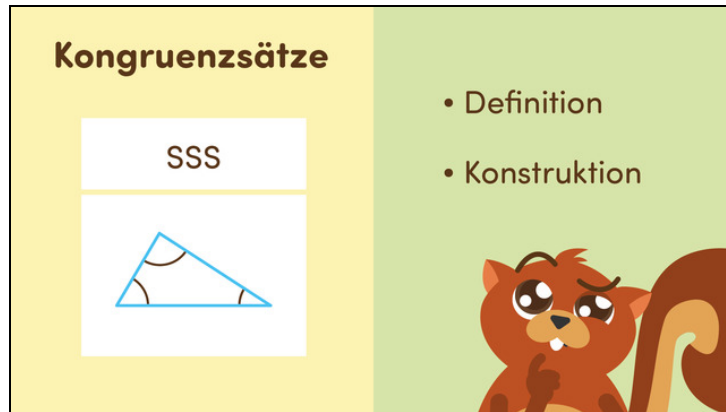 Kongruenzsätze
SSS
• Definition
• Konstruktion